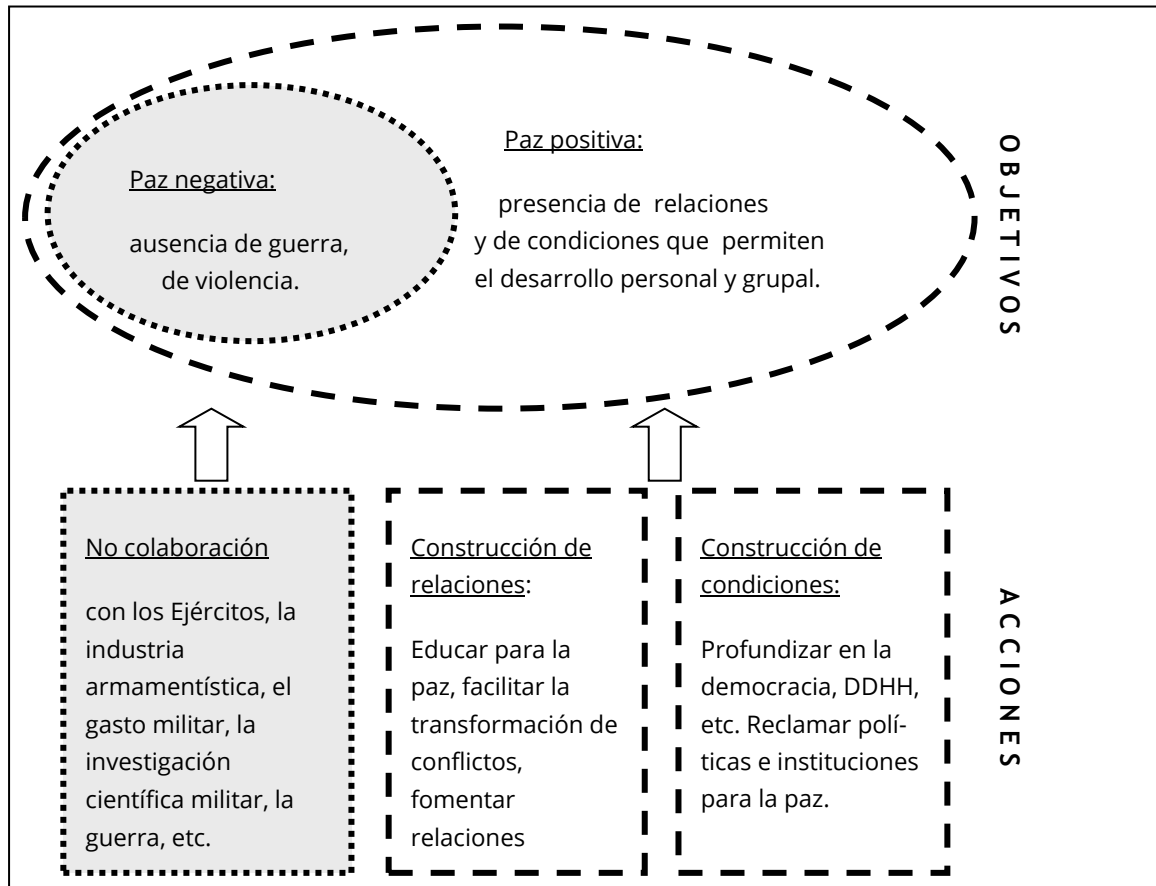 Paz negativa:
ausencia de guerra,
de violencia.
Paz positiva:
presencia de relaciones
y de condiciones que permiten
el desarrollo personal y grupal.
OBJETIVOS
No colaboración
con los Ejércitos, la
industria
armamentística, el
gasto militar, la
investigación
científica militar, la
guerra, etc.
Construcción de
relaciones:
Educar para la
paz, facilitar la
transformación de
conflictos,
fomentar
relaciones
Construcción de
condiciones:
Profundizar en la
democracia, DDHH,
etc. Reclamar polí-
ticas e instituciones
para la paz.
ACCIONES